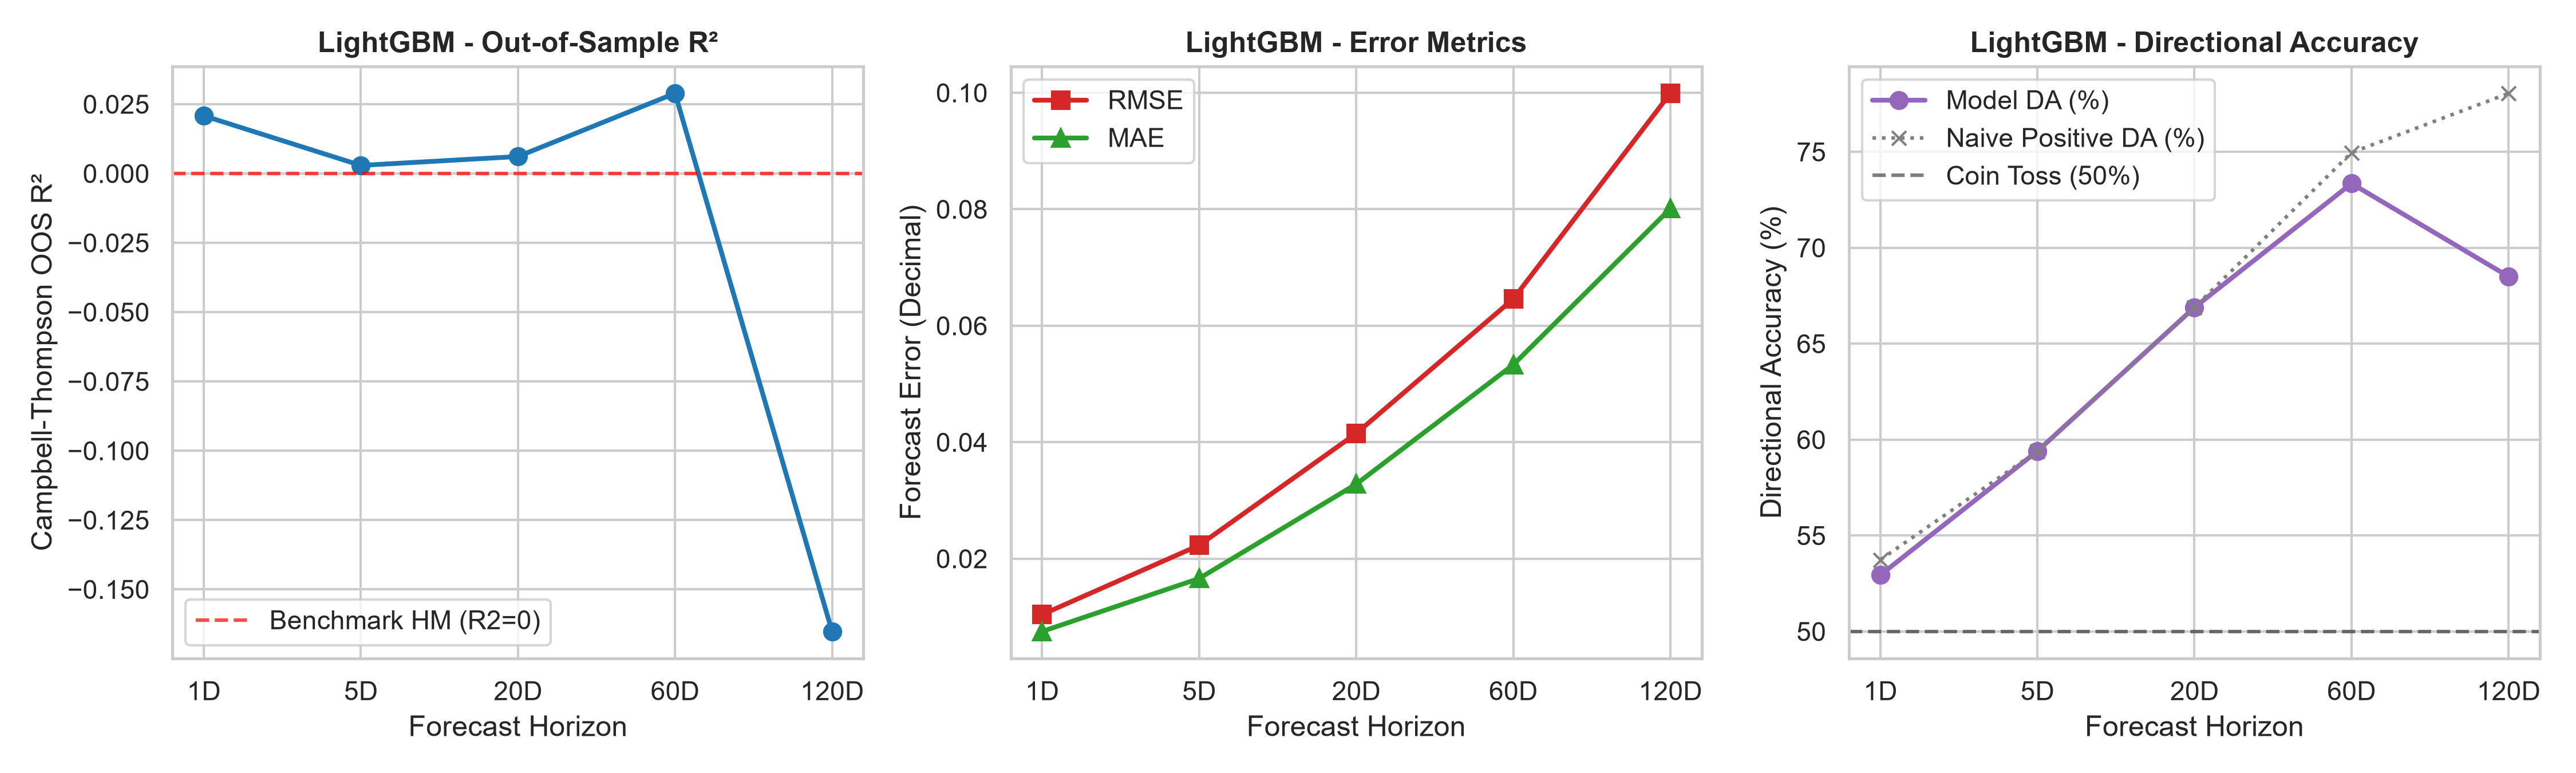 LightGBM - Out-of-Sample R²
Campbell-Thompson OOS R²
0.025
0.000
−0.025
−0.050
−0.075
−0.100
−0.125
−0.150
Benchmark HM (R2=0)
1D 5D 20D 60D 120D
Forecast Horizon
LightGBM - Error Metrics
Forecast Error (Decimal)
RMSE
MAE
0.10
0.08
0.06
0.04
0.02
1D 5D 20D 60D 120D
Forecast Horizon
LightGBM - Directional Accuracy
Directional Accuracy (%)
Model DA (%)
Naive Positive DA (%)
Coin Toss (50%)
75
70
65
60
55
50
1D 5D 20D 60D 120D
Forecast Horizon